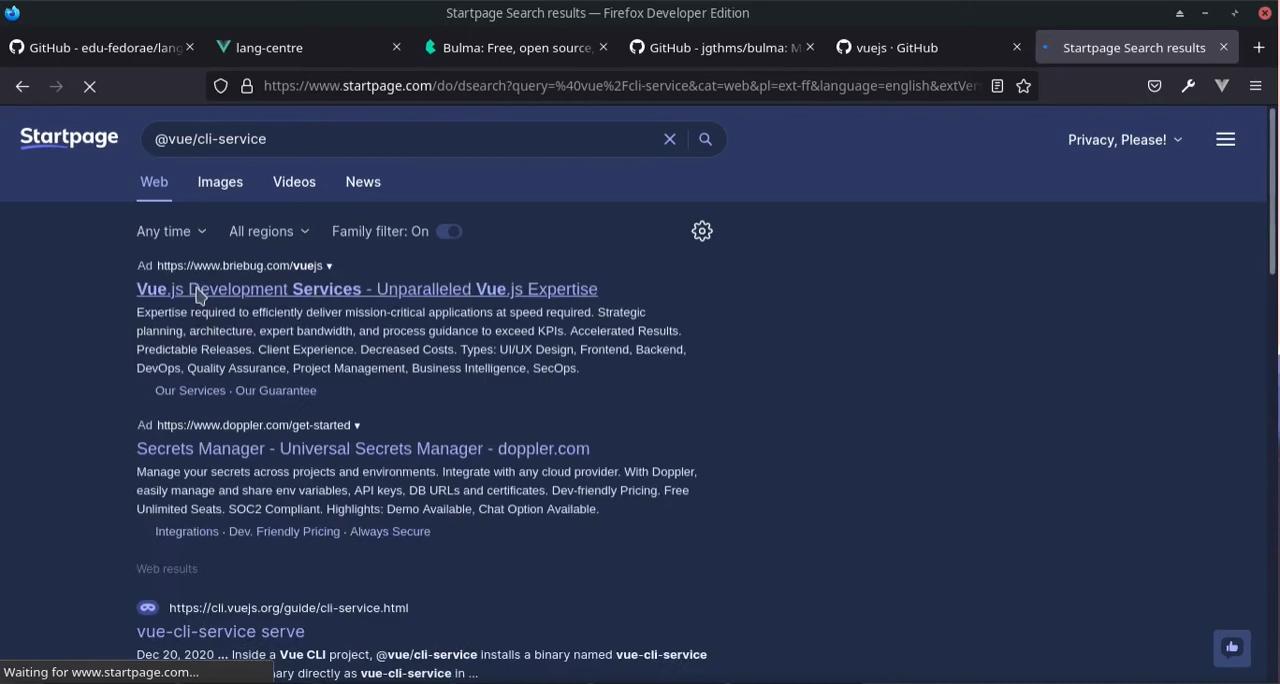 Startpage Search results — Firefox Developer Edition
GitHub - edu-fedorae/lang
lang-centre
Bulma: Free, open source,
GitHub - jgthms/bulma: M
vuejs · GitHub
Startpage Search results
https://www.startpage.com/do/dsearch?query=%40vue%2Fcli-service&cat=web&pl=ext-ff&language=english&extVer
Startpage
@vue/cli-service
Privacy, Please!
Web
Images
Videos
News
Any time
All regions
Family filter: On
Ad https://www.briebug.com/vuejs ▾
Vue.js Development Services - Unparalleled Vue.js Expertise
Expertise required to efficiently deliver mission-critical applications at speed required. Strategic
planning, architecture, expert bandwidth, and process guidance to exceed KPIs. Accelerated Results.
Predictable Releases. Client Experience. Decreased Costs. Types: UI/UX Design, Frontend, Backend,
DevOps, Quality Assurance, Project Management, Business Intelligence, SecOps.
Our Services · Our Guarantee
Ad https://www.doppler.com/get-started ▾
Secrets Manager - Universal Secrets Manager - doppler.com
Manage your secrets across projects and environments. Integrate with any cloud provider. With Doppler,
easily manage and share env variables, API keys, DB URLs and certificates. Dev-friendly Pricing. Free
Unlimited Seats. SOC2 Compliant. Highlights: Demo Available, Chat Option Available.
Integrations · Dev. Friendly Pricing · Always Secure
Web results
https://cli.vuejs.org/guide/cli-service.html
vue-cli-service serve
Dec 20, 2020 ... Inside a Vue CLI project, @vue/cli-service installs a binary named vue-cli-service
Waiting for www.startpage.com...
nary directly as vue-cli-service in ...